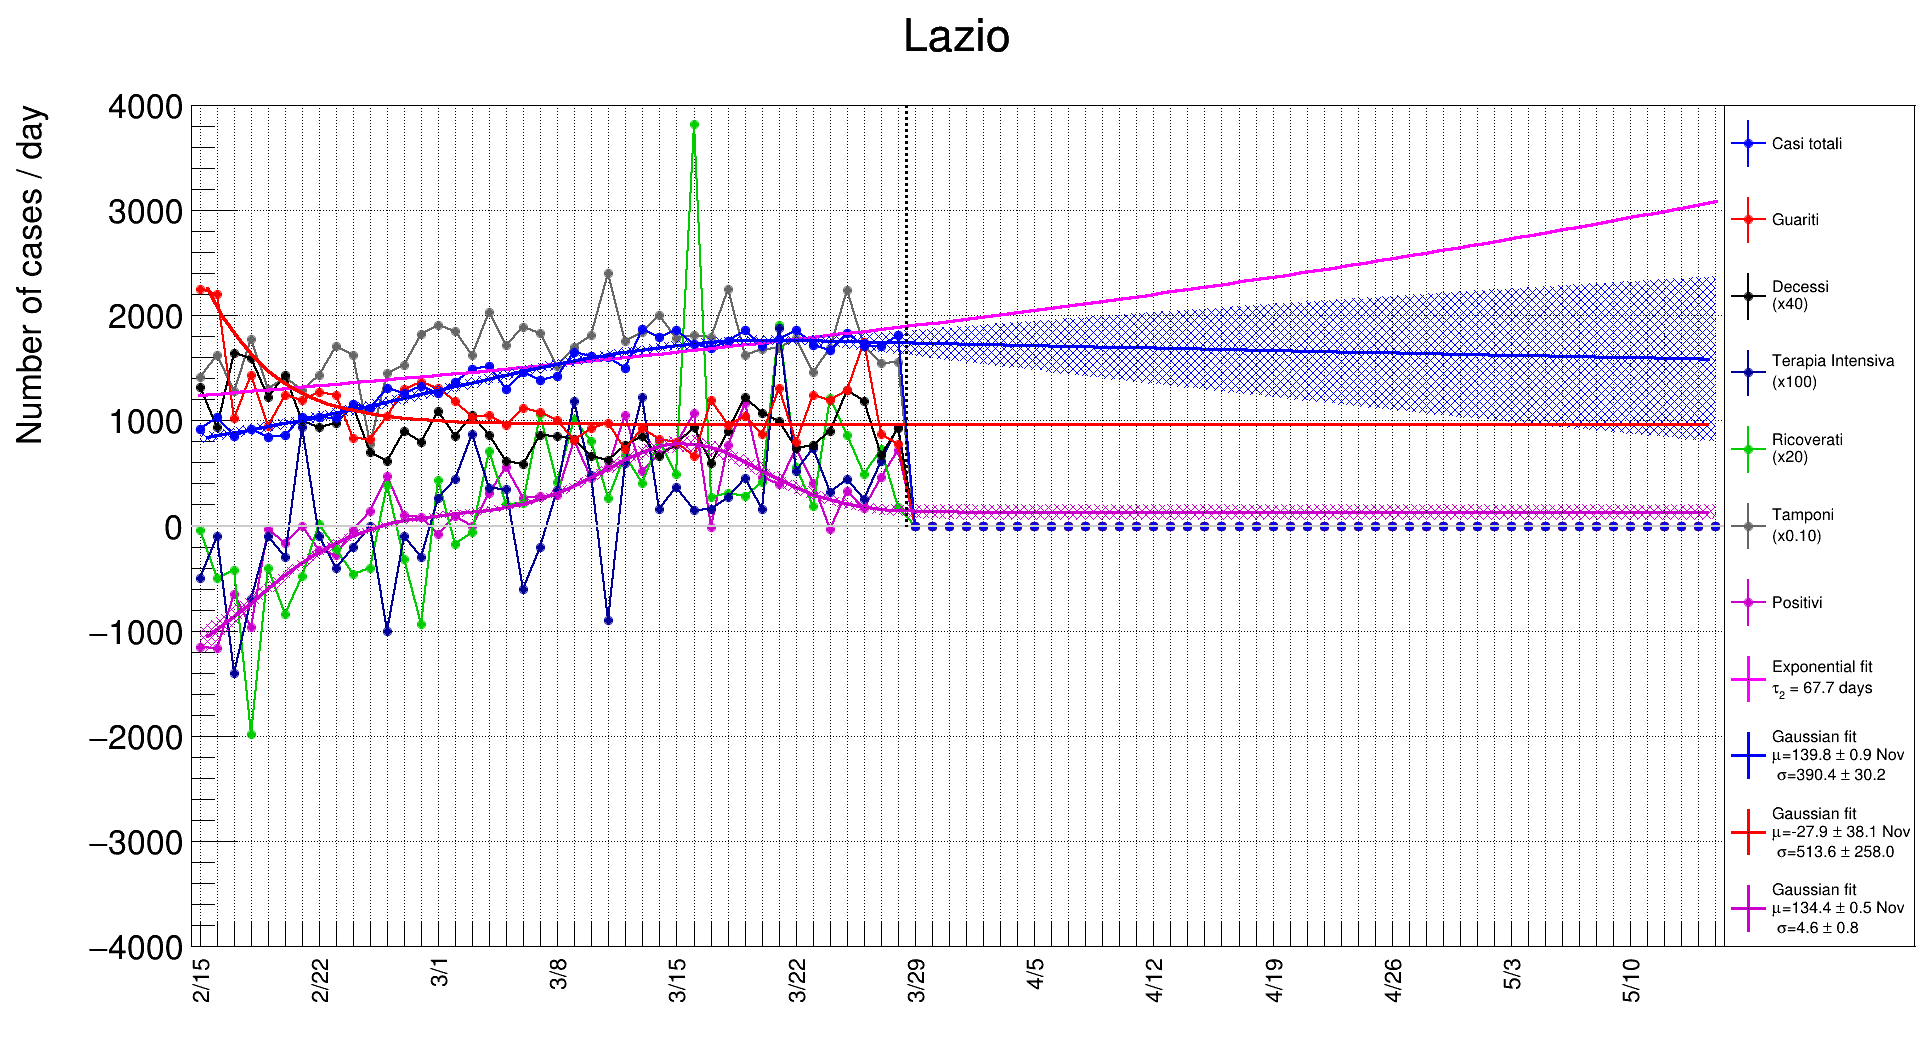 Lazio
Number of cases / day
4000
3000
2000
1000
0
−1000
−2000
−3000
−4000
2/15
2/22
3/1
3/8
3/15
3/22
3/29
4/5
4/12
4/19
4/26
5/3
5/10
Casi totali
Guariti
Decessi
(x40)
Terapia Intensiva
(x100)
Ricoverati
(x20)
Tamponi
(x0.10)
Positivi
Exponential fit
τ2 = 67.7 days
Gaussian fit
μ=139.8 ± 0.9 Nov
σ=390.4 ± 30.2
Gaussian fit
μ=-27.9 ± 38.1 Nov
σ=513.6 ± 258.0
Gaussian fit
μ=134.4 ± 0.5 Nov
σ=4.6 ± 0.8